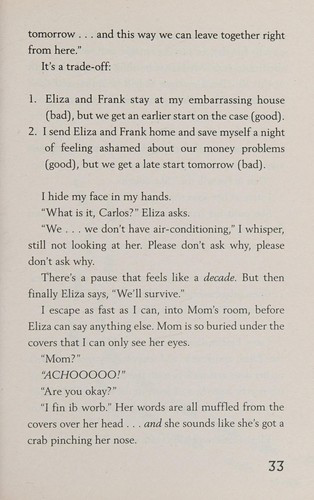 tomorrow . . . and this way we can leave together right
from here."
It's a trade-off:
1. Eliza and Frank stay at my embarrassing house
(bad), but we get an earlier start on the case (good).
2. I send Eliza and Frank home and save myself a night
of feeling ashamed about our money problems
(good), but we get a late start tomorrow (bad).
I hide my face in my hands.
"What is it, Carlos?" Eliza asks.
"We . . . we don't have air-conditioning," I whisper,
still not looking at her. Please don't ask why, please
don't ask why.
There's a pause that feels like a decade. But then
finally Eliza says, "We'll survive."
I escape as fast as I can, into Mom's room, before
Eliza can say anything else. Mom is so buried under the
covers that I can only see her eyes.
"Mom?"
"ACHOOOOO!"
"Are you okay?"
"I fin ib worb." Her words are all muffled from the
covers over her head . . . and she sounds like she's got a
crab pinching her nose.
33